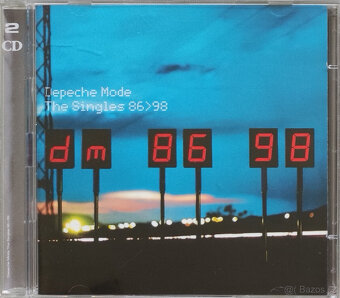 2
CD
Depeche Mode
The Singles 86>98
dm 86 98
@( Bazos